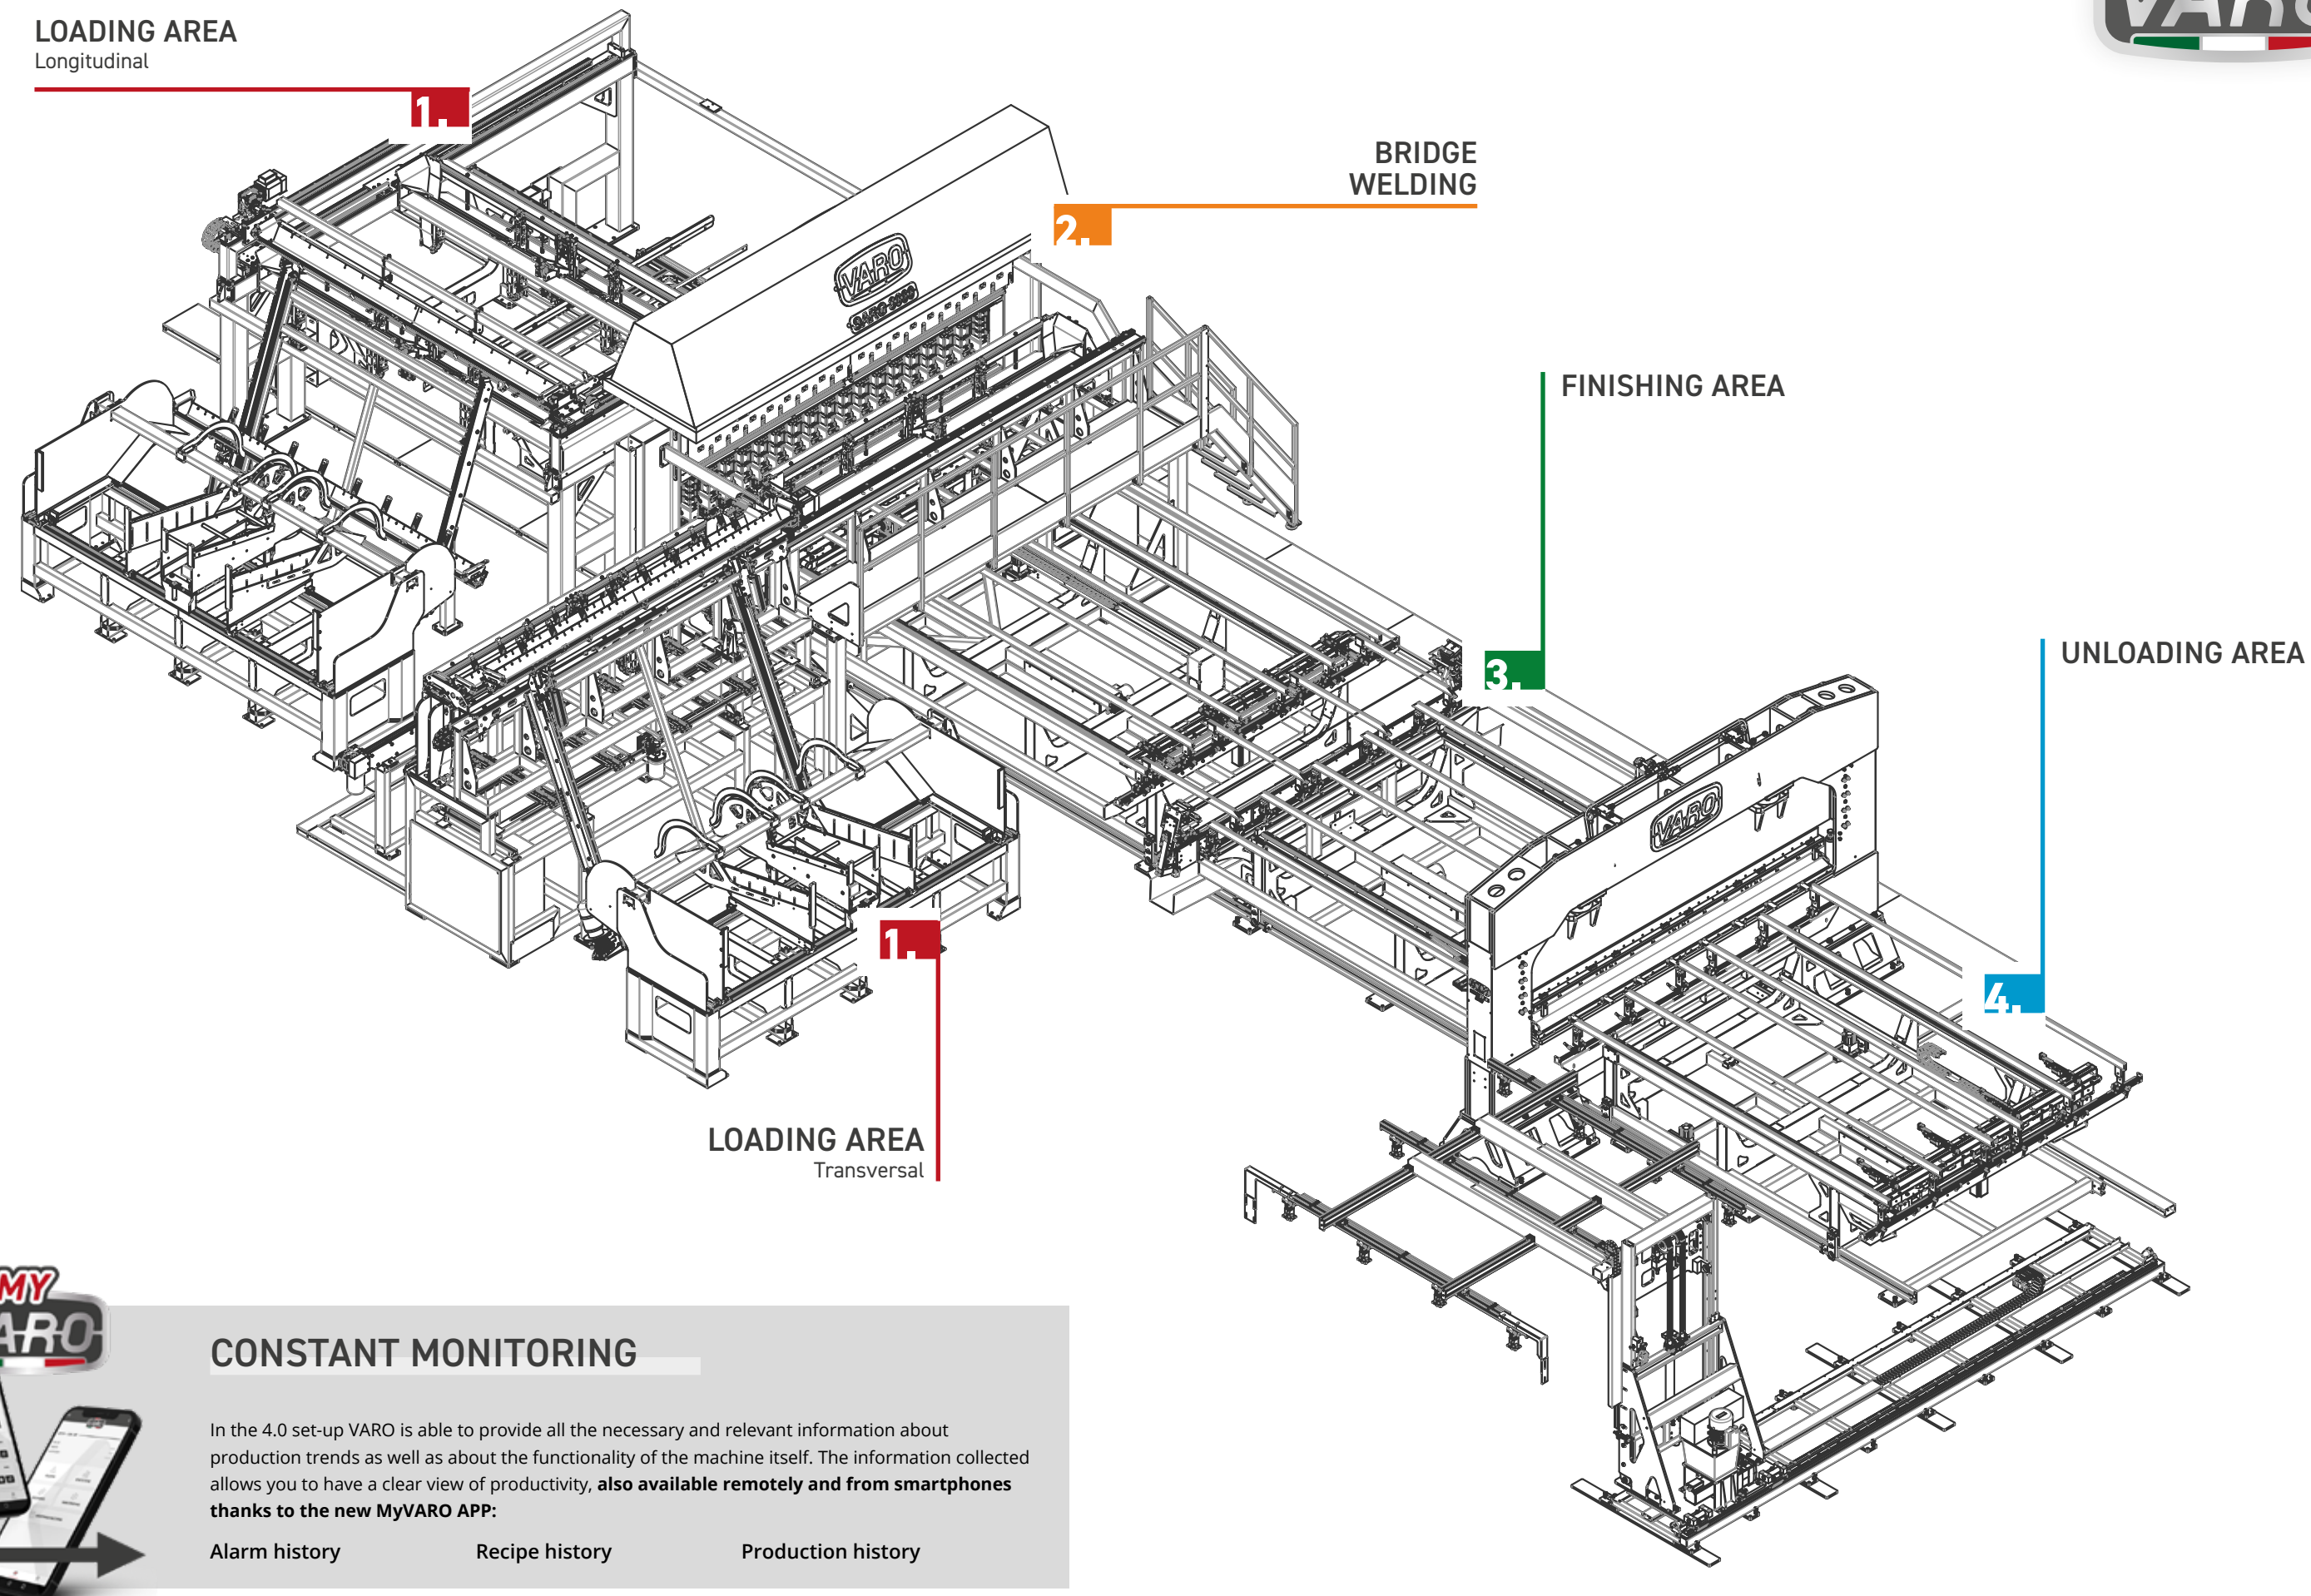 LOADING AREA
Longitudinal
1.
VARO
BRIDGE
WELDING
2.
VARO
FINISHING AREA
3.
UNLOADING AREA
4.
VARO
1.
LOADING AREA
Transversal
MY
VARO
CONSTANT MONITORING
In the 4.0 set-up VARO is able to provide all the necessary and relevant information about
production trends as well as about the functionality of the machine itself. The information collected
allows you to have a clear view of productivity, also available remotely and from smartphones
thanks to the new MyVARO APP:
Alarm history Recipe history Production history